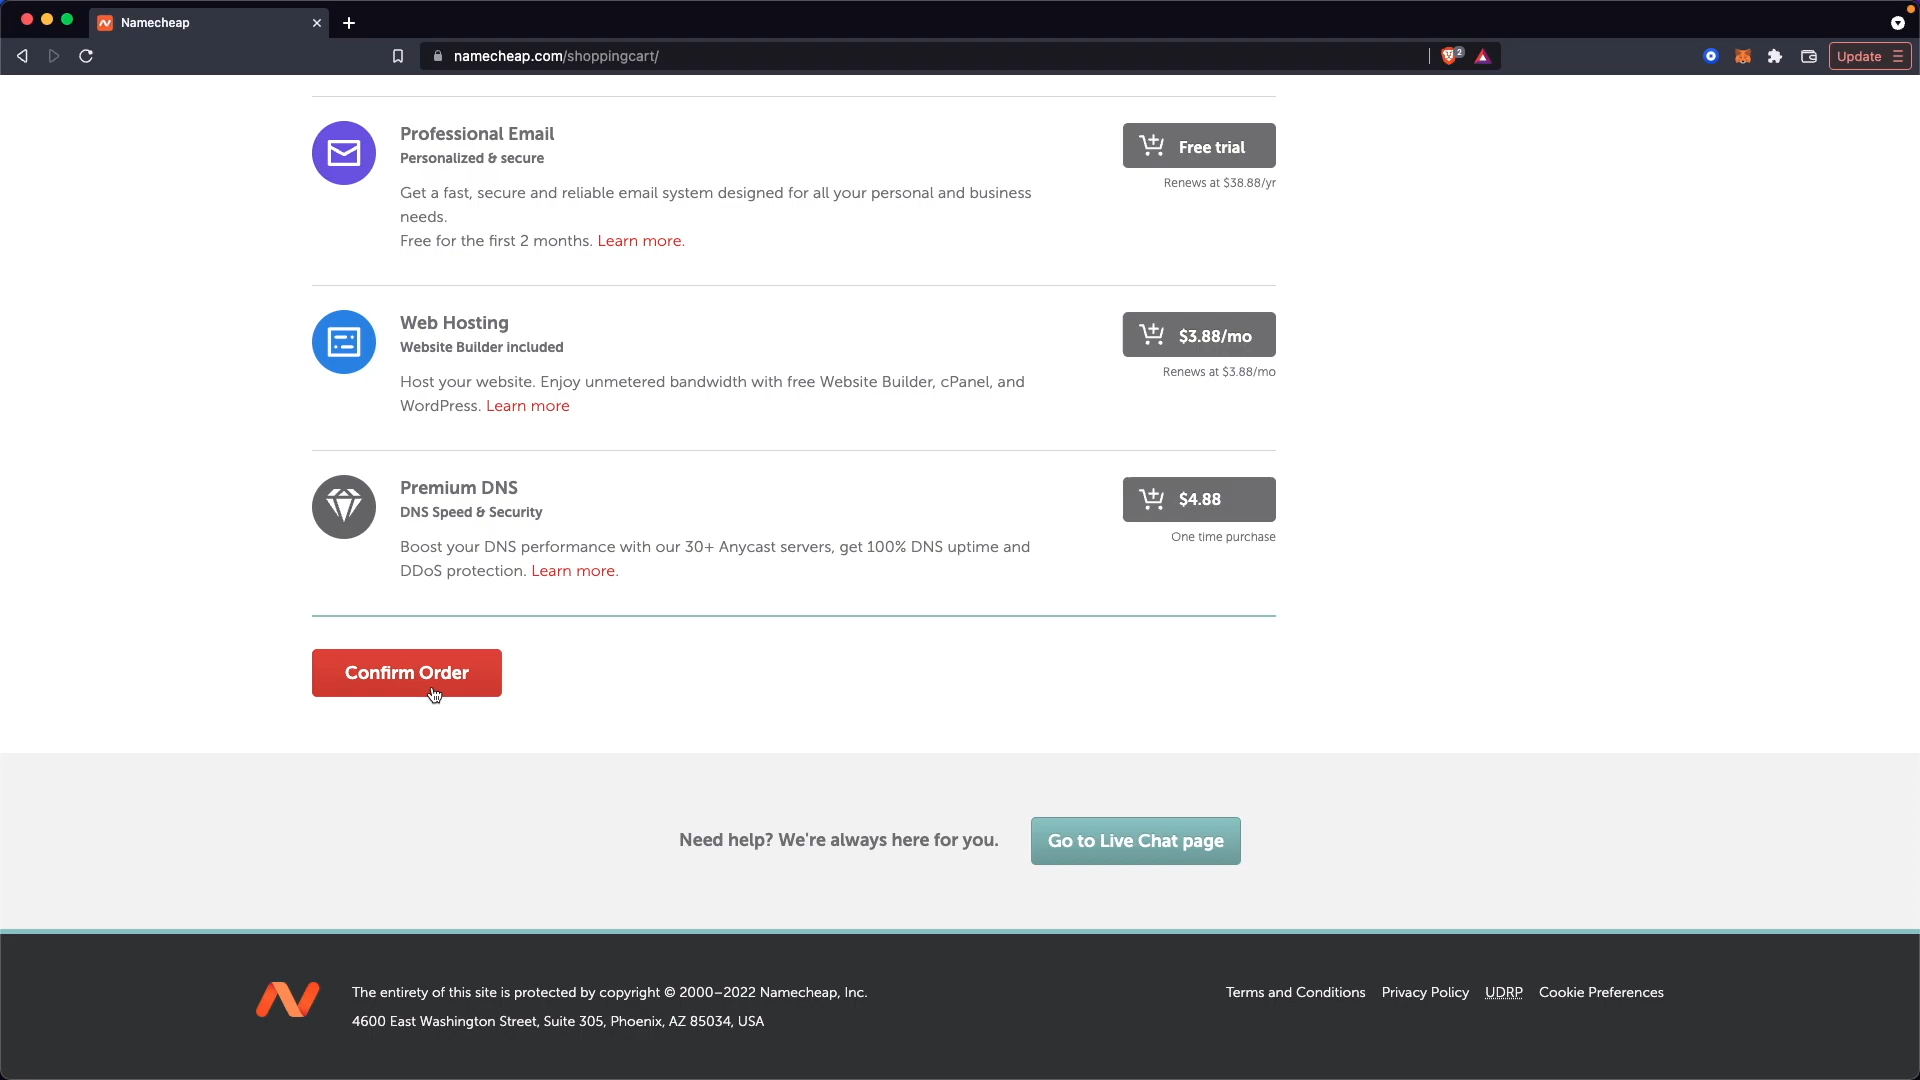 Namecheap
namecheap.com/shoppingcart/
2
Update
Professional Email
Personalized & secure
Get a fast, secure and reliable email system designed for all your personal and business
needs.
Free for the first 2 months. Learn more.
Free trial
Renews at $38.88/yr
Web Hosting
Website Builder included
Host your website. Enjoy unmetered bandwidth with free Website Builder, cPanel, and
WordPress. Learn more
$3.88/mo
Renews at $3.88/mo
Premium DNS
DNS Speed & Security
Boost your DNS performance with our 30+ Anycast servers, get 100% DNS uptime and
DDoS protection. Learn more.
$4.88
One time purchase
Confirm Order
Need help? We're always here for you.
Go to Live Chat page
The entirety of this site is protected by copyright © 2000–2022 Namecheap, Inc.
4600 East Washington Street, Suite 305, Phoenix, AZ 85034, USA
Terms and Conditions Privacy Policy UDRP Cookie Preferences